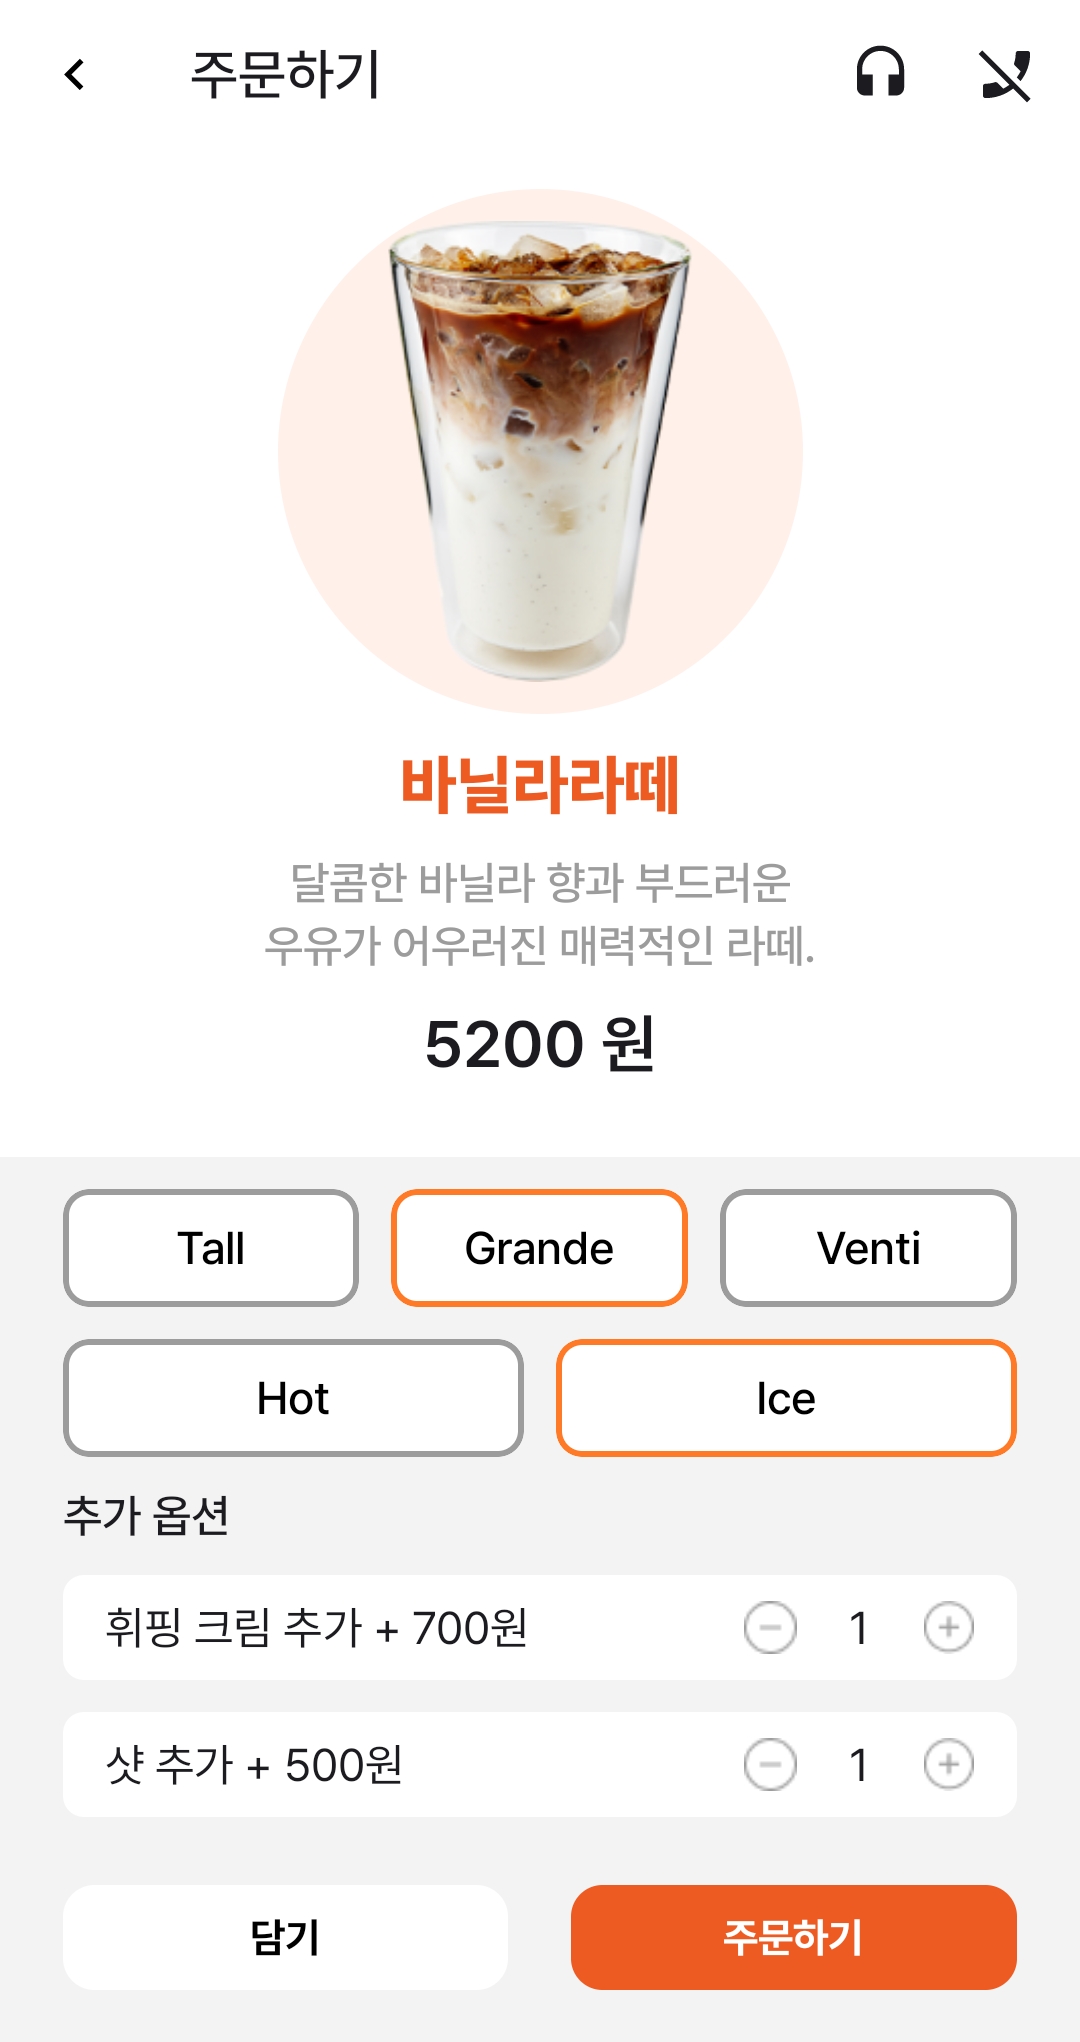 주문하기
바닐라라떼
달콤한 바닐라 향과 부드러운
우유가 어우러진 매력적인 라떼.
5200 원
Tall Grande Venti
Hot Ice
추가 옵션
휘핑 크림 추가 + 700원 1
샷 추가 + 500원 1
담기 주문하기